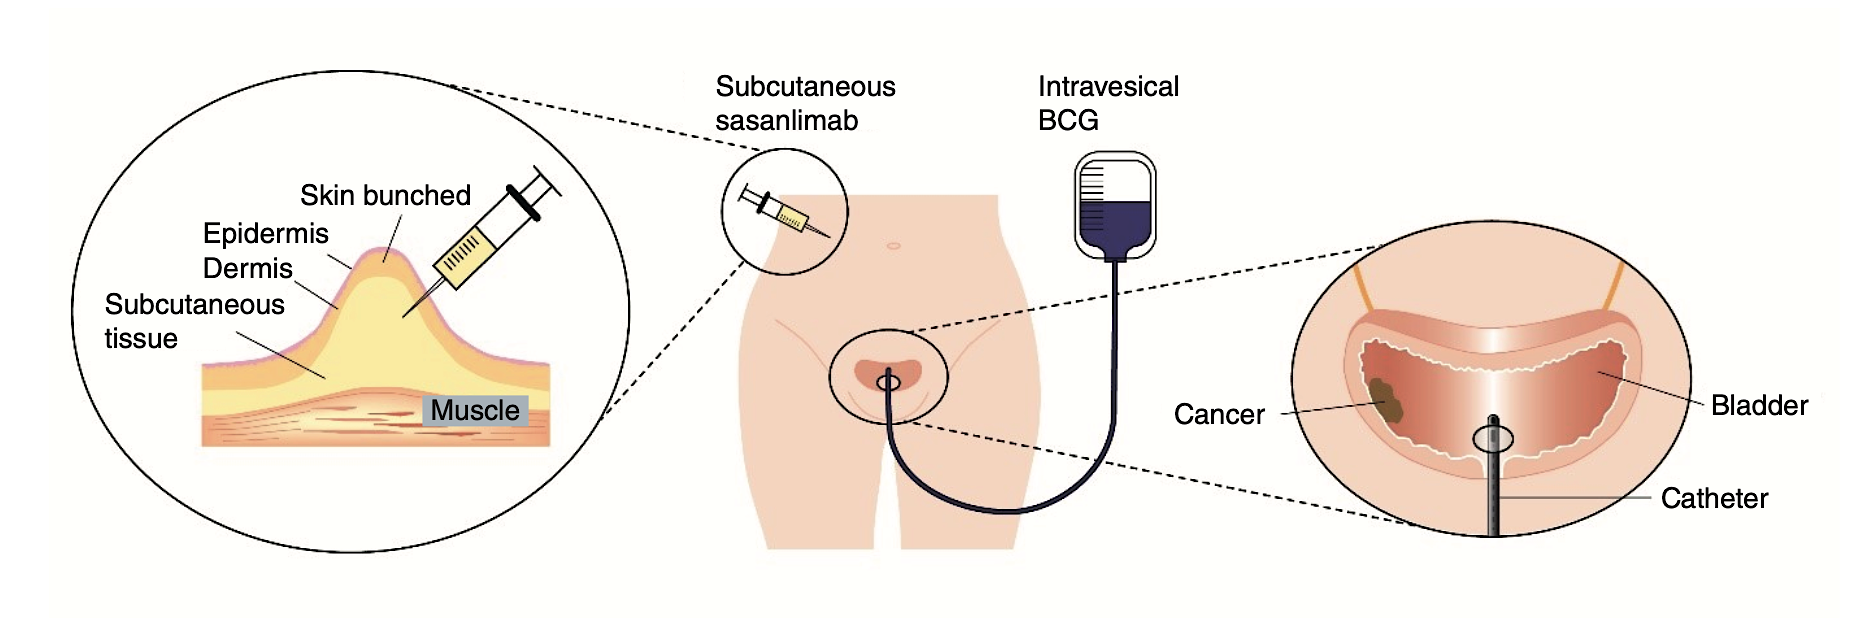 Subcutaneous
sasanlimab
Intravesical
BCG
Skin bunched
Epidermis
Dermis
Subcutaneous
tissue
Muscle
Cancer
Bladder
Catheter